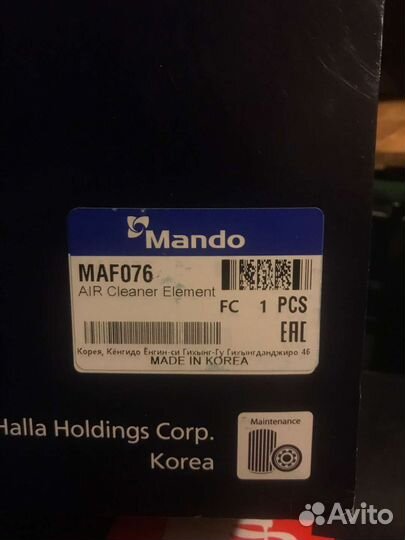 Mando
MAF076
AIR Cleaner Element
FC 1 PCS
EAC
Корея, Кёнгидо Ёнгин-си Гихынг-Гу Гихынгданджиро 46
MADE IN KOREA
Halla Holdings Corp.
Korea
Maintenance
Avito